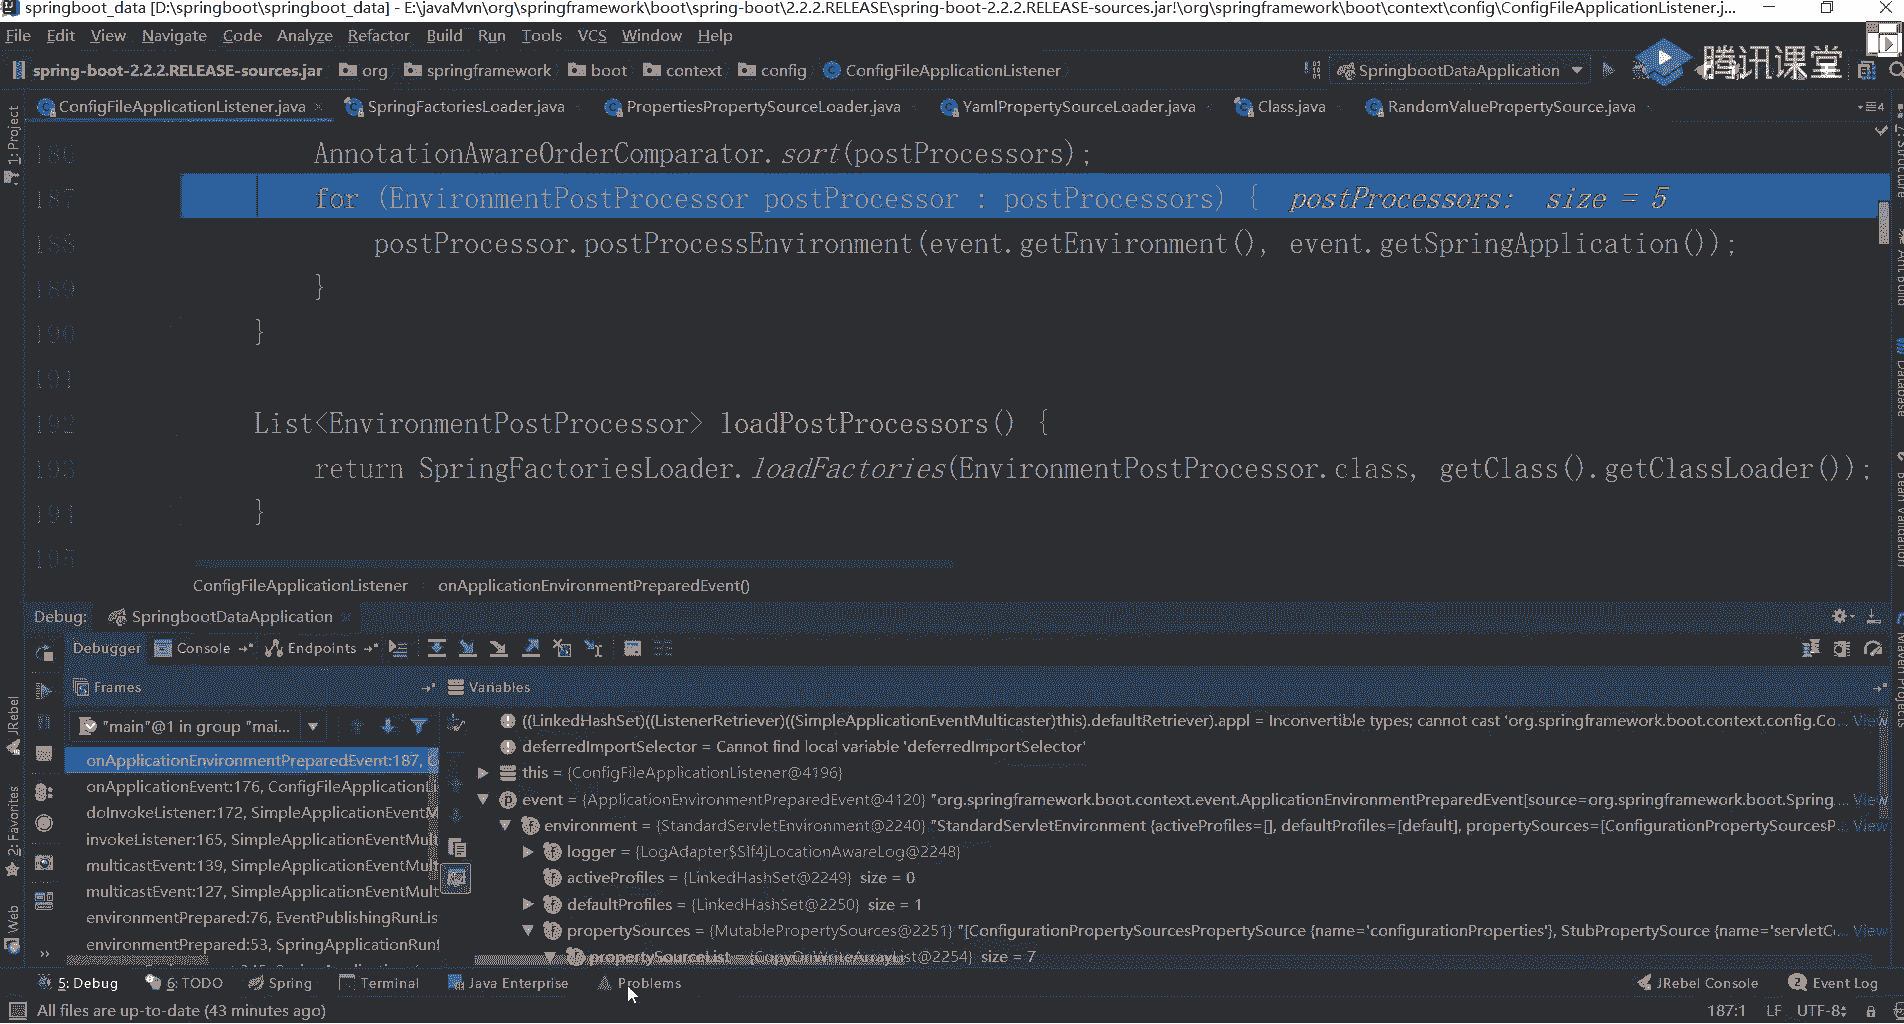 springboot_data [D:\springboot\springboot_data] - E:\javaMvn\org\springframework\boot\spring-boot\2.2.2.RELEASE\spring-boot-2.2.2.RELEASE-sources.jar!\org\springframework\boot\context\config\ConfigFileApplicationListener.j...
File Edit View Navigate Code Analyze Refactor Build Run Tools VCS Window Help
spring-boot-2.2.2.RELEASE-sources.jar org springframework boot context config ConfigFileApplicationListener SpringbootDataApplication 腾讯课堂
ConfigFileApplicationListener.java SpringFactoriesLoader.java PropertiesPropertySourceLoader.java YamlPropertySourceLoader.java Class.java RandomValuePropertySource.java
1: Project
186 AnnotationAwareOrderComparator.sort(postProcessors);
187 for (EnvironmentPostProcessor postProcessor : postProcessors) { postProcessors: size = 5
188 postProcessor.postProcessEnvironment(event.getEnvironment(), event.getSpringApplication());
189 }
190 }
191
192 List<EnvironmentPostProcessor> loadPostProcessors() {
193 return SpringFactoriesLoader.loadFactories(EnvironmentPostProcessor.class, getClass().getClassLoader());
194 }
195
ConfigFileApplicationListener onApplicationEnvironmentPreparedEvent()
Debug: SpringbootDataApplication
Debugger Console Endpoints
Frames Variables
"main"@1 in group "mai...
onApplicationEnvironmentPreparedEvent:187, C
onApplicationEvent:176, ConfigFileApplicationLi
doInvokeListener:172, SimpleApplicationEventM
invokeListener:165, SimpleApplicationEventMult
multicastEvent:139, SimpleApplicationEventMult
multicastEvent:127, SimpleApplicationEventMult
environmentPrepared:76, EventPublishingRunLis
environmentPrepared:53, SpringApplicationRunl
((LinkedHashSet)((ListenerRetriever)((SimpleApplicationEventMulticaster)this).defaultRetriever).appl = Inconvertible types; cannot cast 'org.springframework.boot.context.config.Co... View
deferredImportSelector = Cannot find local variable 'deferredImportSelector'
this = {ConfigFileApplicationListener@4196}
event = {ApplicationEnvironmentPreparedEvent@4120} "org.springframework.boot.context.event.ApplicationEnvironmentPreparedEvent[source=org.springframework.boot.Spring... View
environment = {StandardServletEnvironment@2240} "StandardServletEnvironment {activeProfiles=[], defaultProfiles=[default], propertySources=[ConfigurationPropertySourcesP... View
logger = {LogAdapter$Slf4jLocationAwareLog@2248}
activeProfiles = {LinkedHashSet@2249} size = 0
defaultProfiles = {LinkedHashSet@2250} size = 1
propertySources = {MutablePropertySources@2251} "[ConfigurationPropertySourcesPropertySource {name='configurationProperties'}, StubPropertySource {name='servletC... View
propertySourceList = {CopyOnWriteArrayList@2254} size = 7
JRebel
2: Favorites
Web
5: Debug 6: TODO Spring Terminal Java Enterprise Problems JRebel Console 2 Event Log
All files are up-to-date (43 minutes ago) 187:1 LF UTF-8